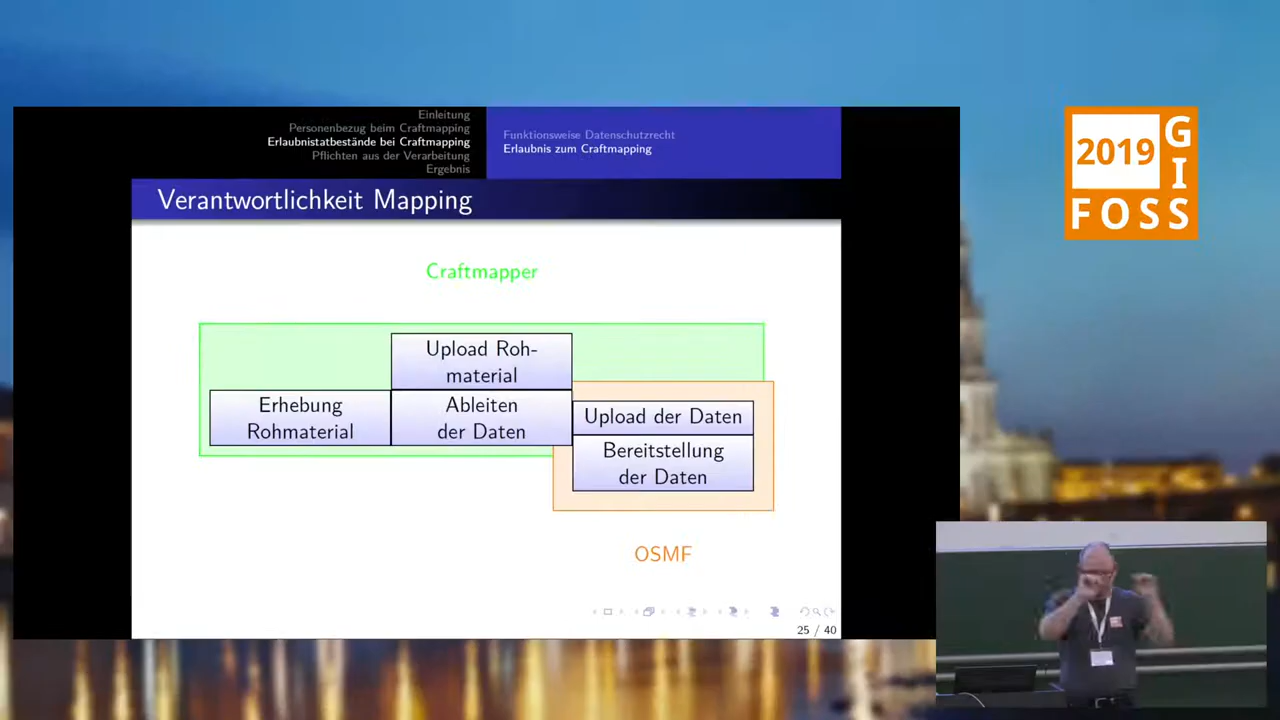 Einleitung
Personenbezug beim Craftmapping
Erlaubnistatbestände bei Craftmapping
Pflichten aus der Verarbeitung
Ergebnis
Funktionsweise Datenschutzrecht
Erlaubnis zum Craftmapping
Verantwortlichkeit Mapping
Craftmapper
Upload Roh-
material
Erhebung
Rohmaterial
Ableiten
der Daten
Upload der Daten
Bereitstellung
der Daten
OSMF
25 / 40
2019
G
I
FOSS